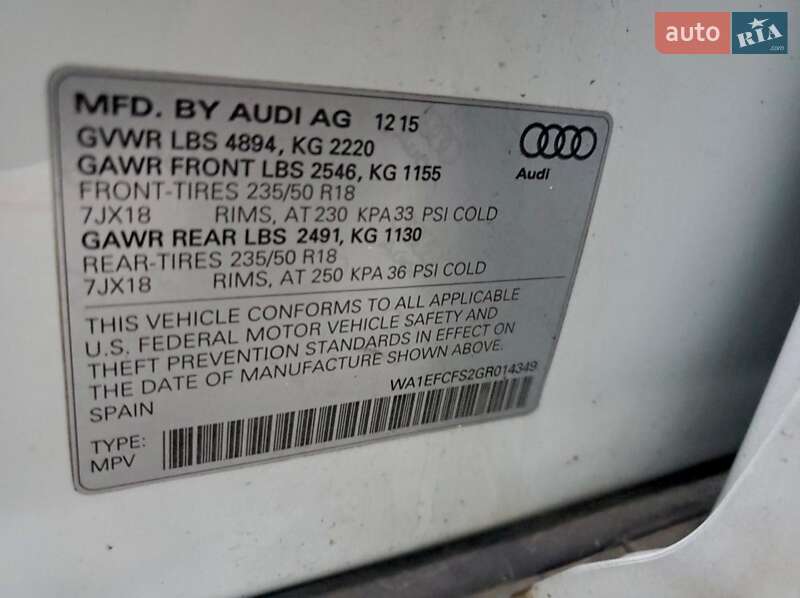 auto RIA
MFD. BY AUDI AG 12 15
GVWR LBS 4894, KG 2220
GAWR FRONT LBS 2546, KG 1155
FRONT-TIRES 235/50 R18
7JX18 RIMS, AT 230 KPA 33 PSI COLD
GAWR REAR LBS 2491, KG 1130
REAR-TIRES 235/50 R18
7JX18 RIMS, AT 250 KPA 36 PSI COLD
Audi
THIS VEHICLE CONFORMS TO ALL APPLICABLE
U.S. FEDERAL MOTOR VEHICLE SAFETY AND
THEFT PREVENTION STANDARDS IN EFFECT ON
THE DATE OF MANUFACTURE SHOWN ABOVE.
SPAIN
WA1EFCFS2GR014349
TYPE:
MPV